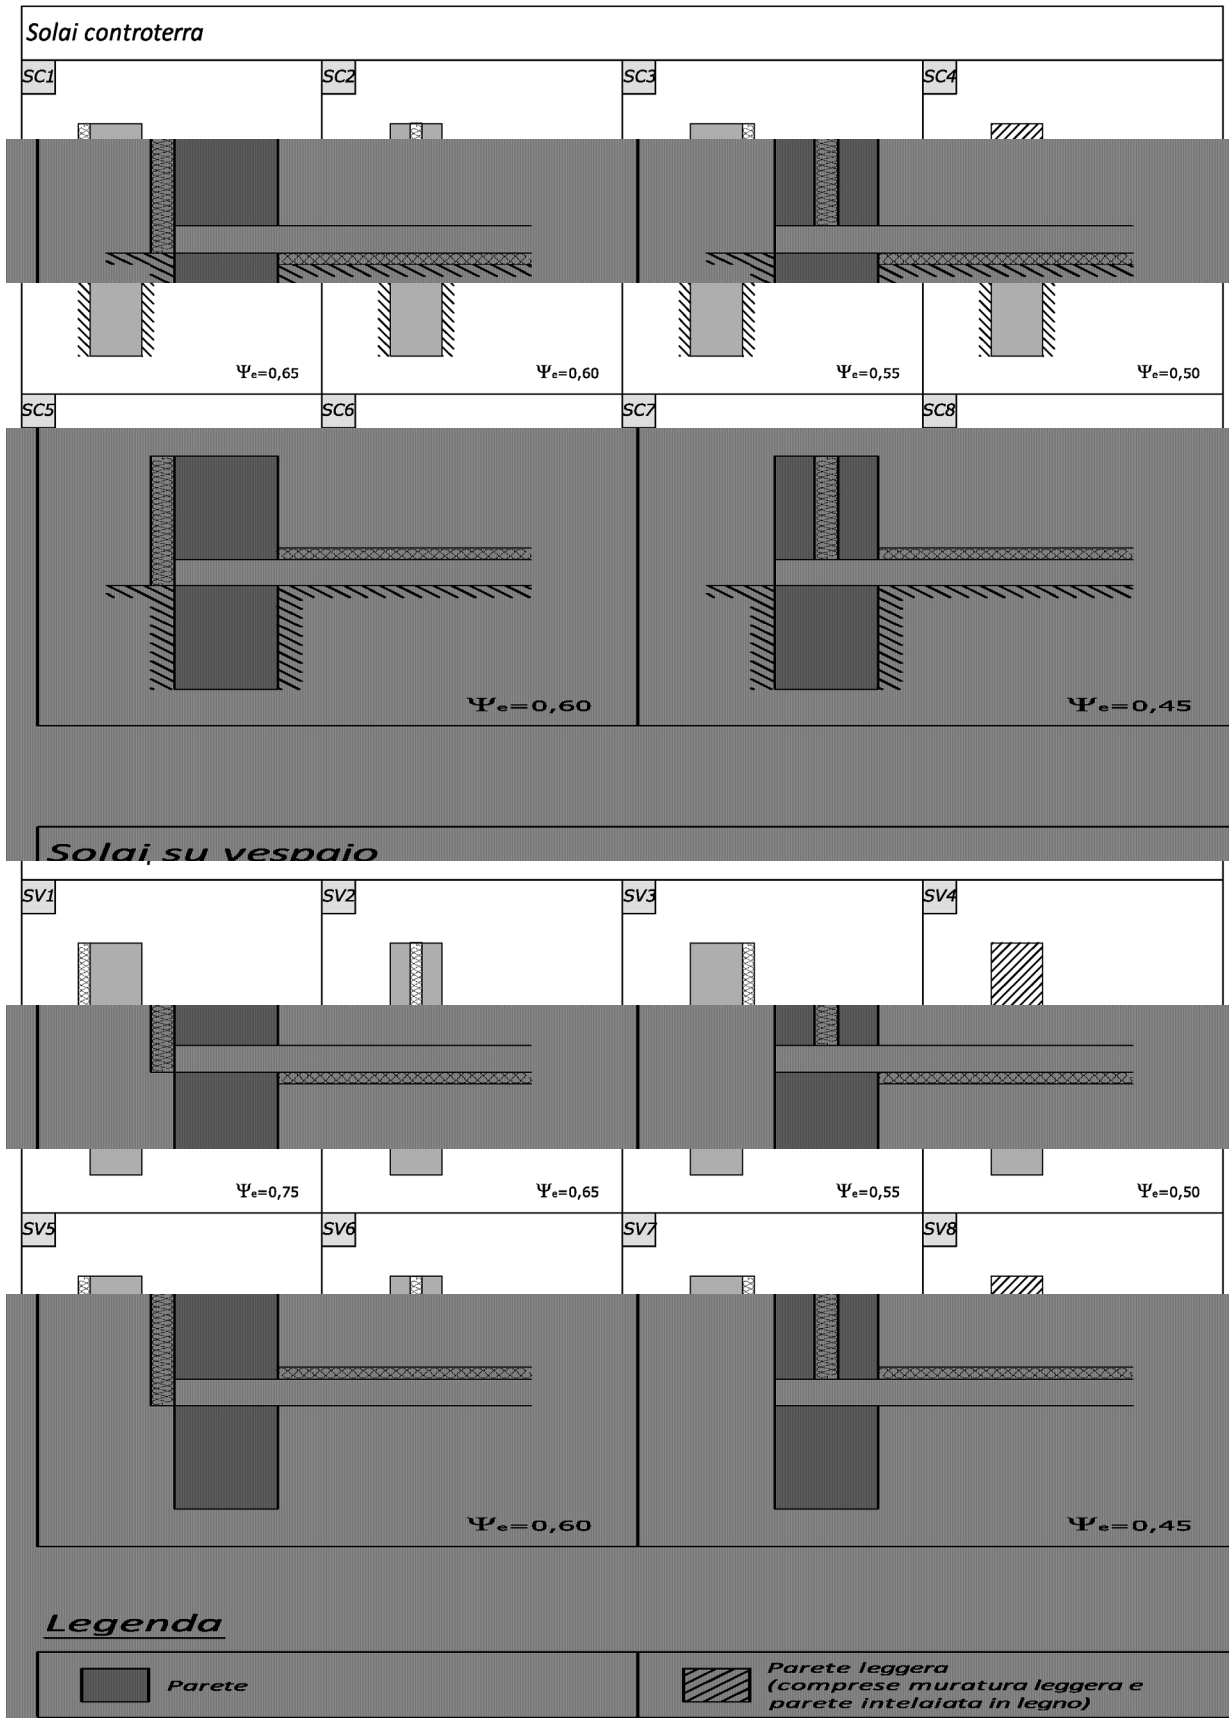 Solai controterra
SC1 SC2 SC3 SC4
Ψe=0,65 Ψe=0,60 Ψe=0,55 Ψe=0,50
SC5 SC6 SC7 SC8
Ψe=0,60 Ψe=0,45
Solai su vespaio
SV1 SV2 SV3 SV4
Ψe=0,75 Ψe=0,65 Ψe=0,55 Ψe=0,50
SV5 SV6 SV7 SV8
Ψe=0,60 Ψe=0,45
Legenda
Parete
Parete leggera
(comprese muratura leggera e
parete intelaiata in legno)